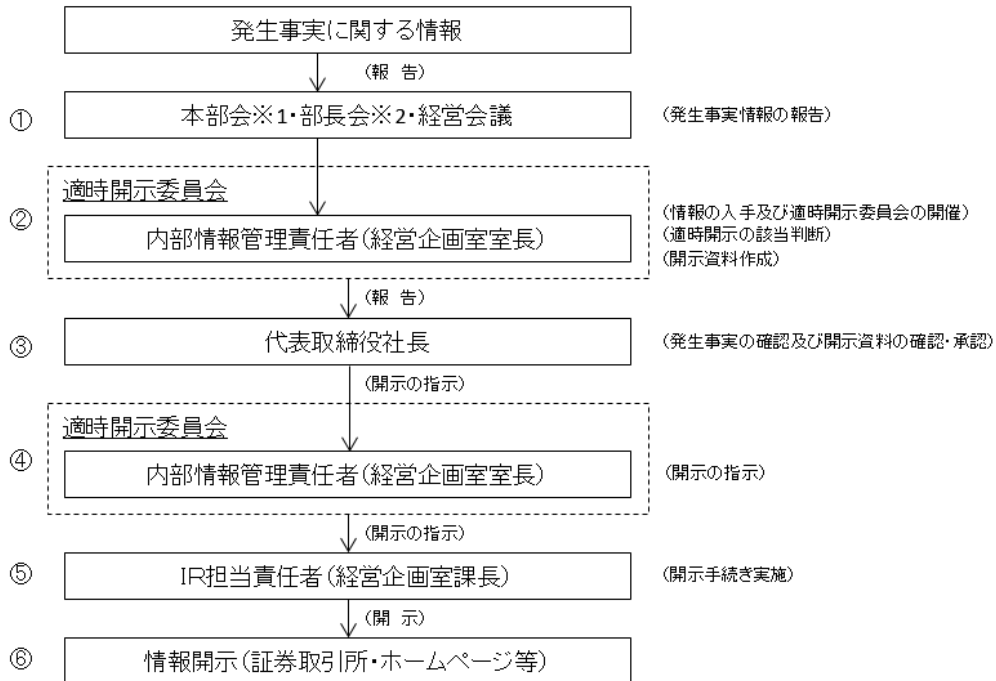 発生事実に関する情報
(報 告)
① 本部会※1・部長会※2・経営会議 (発生事実情報の報告)
適時開示委員会
② 内部情報管理責任者(経営企画室室長)
(情報の入手及び適時開示委員会の開催)
(適時開示の該当判断)
(開示資料作成)
(報 告)
③ 代表取締役社長 (発生事実の確認及び開示資料の確認・承認)
(開示の指示)
適時開示委員会
④ 内部情報管理責任者(経営企画室室長) (開示の指示)
(開示の指示)
⑤ IR担当責任者(経営企画室課長) (開示手続き実施)
(開 示)
⑥ 情報開示(証券取引所・ホームページ等)